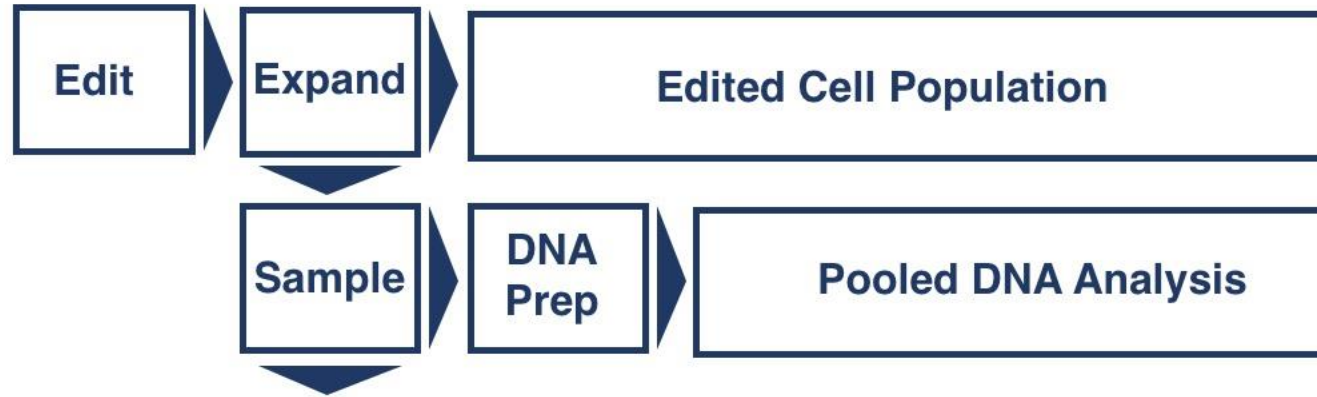 Edit
Expand
Edited Cell Population
Sample
DNA
Prep
Pooled DNA Analysis